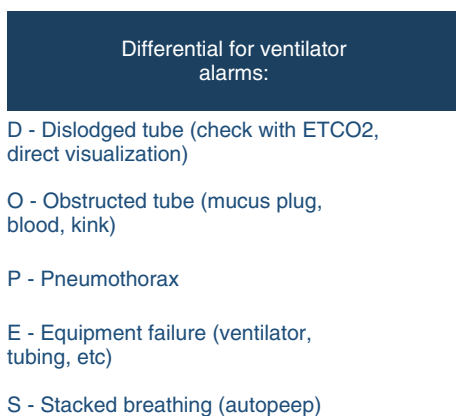 Differential for ventilator
alarms:
D - Dislodged tube (check with ETCO2,
direct visualization)
O - Obstructed tube (mucus plug,
blood, kink)
P - Pneumothorax
E - Equipment failure (ventilator,
tubing, etc)
S - Stacked breathing (autopeep)